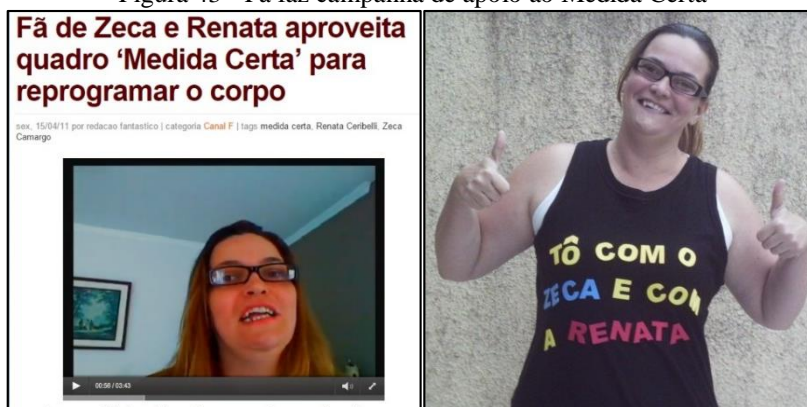 Figura 43 - Fã faz campanha de apoio ao Medida Certa
Fã de Zeca e Renata aproveita
quadro ‘Medida Certa’ para
reprogramar o corpo
sex, 15/04/11 por redacao fantastico | categoria Canal F | tags medida certa, Renata Ceribelli, Zeca
Camargo
00:58 / 03:43
TÔ COM O
ZECA E COM
A RENATA